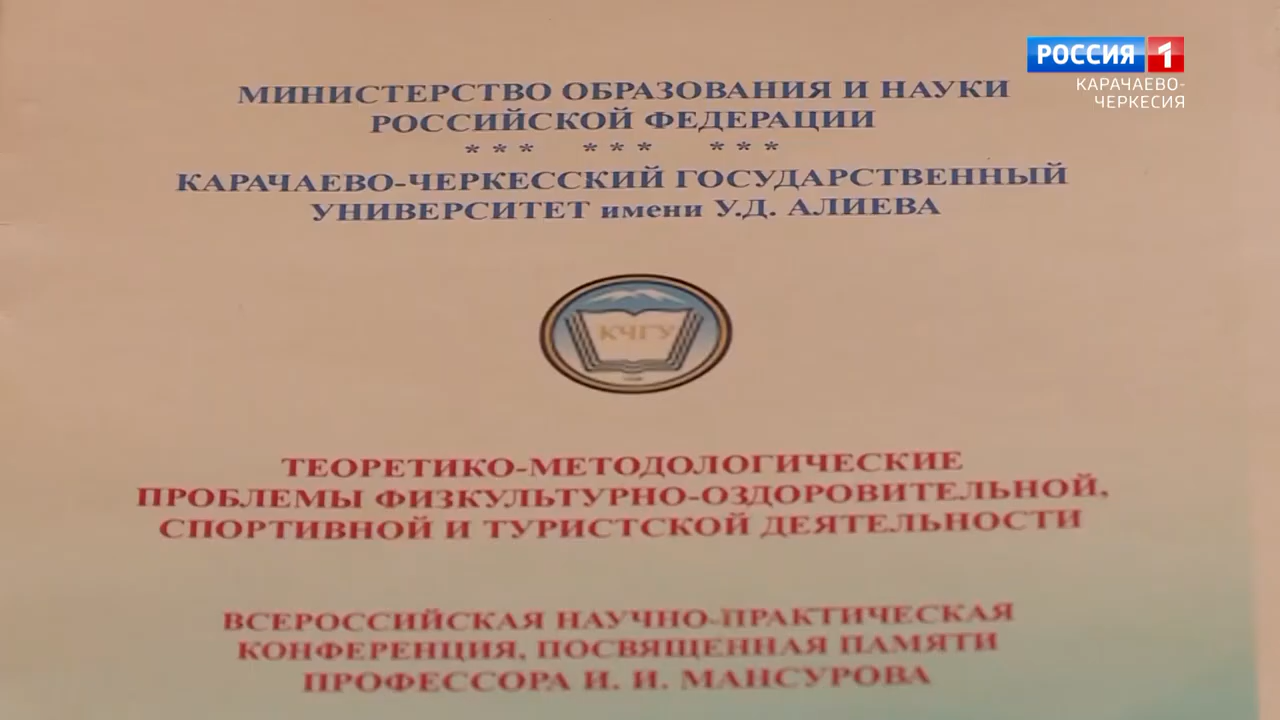 РОССИЯ 1
КАРАЧАЕВО-
ЧЕРКЕСИЯ
МИНИСТЕРСТВО ОБРАЗОВАНИЯ И НАУКИ
РОССИЙСКОЙ ФЕДЕРАЦИИ
* * * * * * * * *
КАРАЧАЕВО-ЧЕРКЕССКИЙ ГОСУДАРСТВЕННЫЙ
УНИВЕРСИТЕТ имени У.Д. АЛИЕВА
КЧГУ
ТЕОРЕТИКО-МЕТОДОЛОГИЧЕСКИЕ
ПРОБЛЕМЫ ФИЗКУЛЬТУРНО-ОЗДОРОВИТЕЛЬНОЙ,
СПОРТИВНОЙ И ТУРИСТСКОЙ ДЕЯТЕЛЬНОСТИ
ВСЕРОССИЙСКАЯ НАУЧНО-ПРАКТИЧЕСКАЯ
КОНФЕРЕНЦИЯ, ПОСВЯЩЕННАЯ ПАМЯТИ
ПРОФЕССОРА И. И. МАНСУРОВА